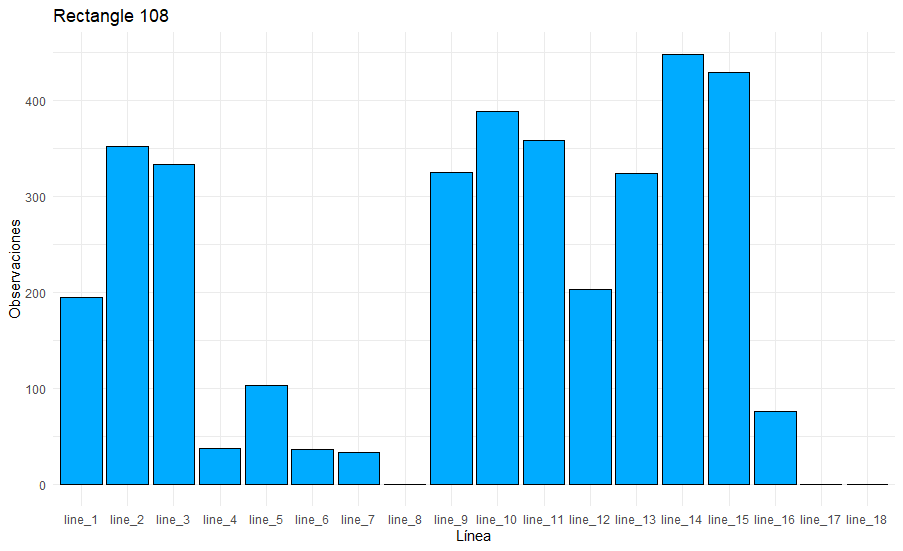 Rectangle 108
Observaciones
400
300
200
100
0
line_1 line_2 line_3 line_4 line_5 line_6 line_7 line_8 line_9 line_10 line_11 line_12 line_13 line_14 line_15 line_16 line_17 line_18
Línea